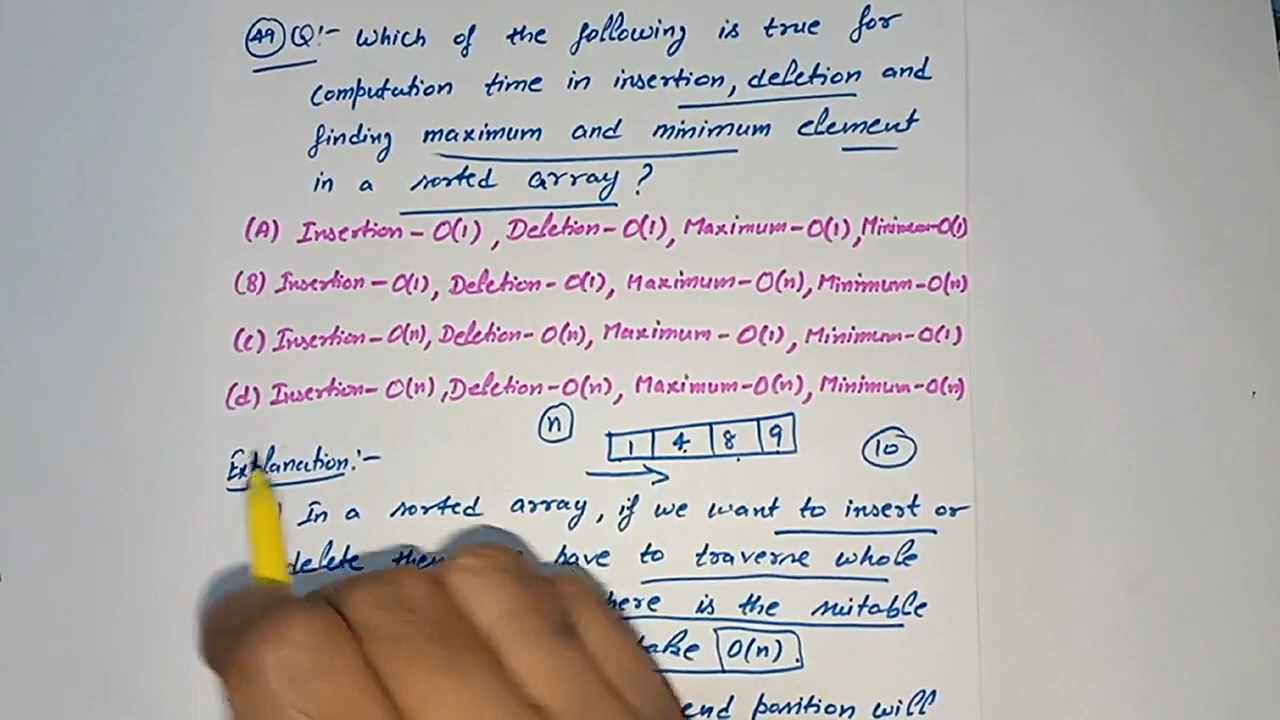 49 Q:- Which of the following is true for
computation time in insertion, deletion and
finding maximum and minimum element
in a sorted array?
(A) Insertion - O(1), Deletion - O(1), Maximum - O(1), Minimum - O(1)
(B) Insertion - O(1), Deletion - O(1), Maximum - O(n), Minimum - O(n)
(c) Insertion - O(n), Deletion - O(n), Maximum - O(1), Minimum - O(1)
(d) Insertion - O(n), Deletion - O(n), Maximum - O(n), Minimum - O(n)
n 1 4 8 9 10
Explanation:-
In a sorted array, if we want to insert or
delete have to traverse whole
is the suitable
take O(n).
end position will